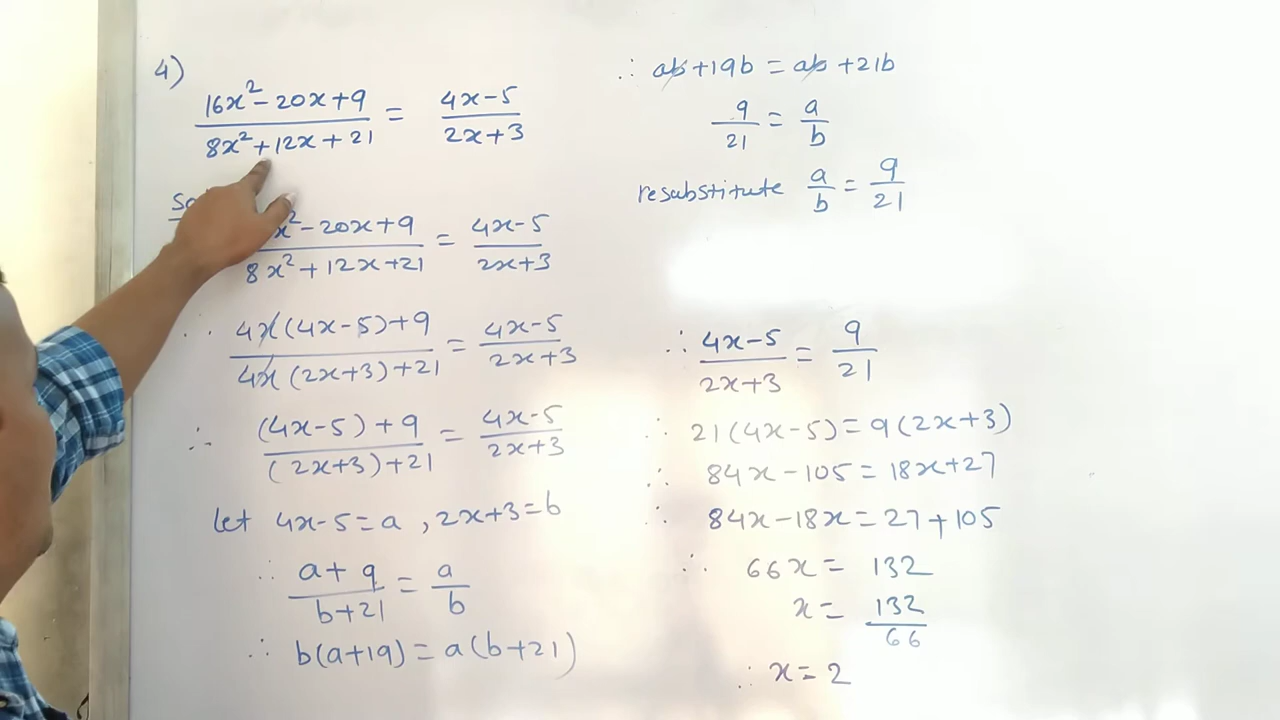 4)
16x² - 20x + 9 / 8x² + 12x + 21 = 4x - 5 / 2x + 3
x² - 20x + 9 / 8x² + 12x + 21 = 4x - 5 / 2x + 3
∴ 4x(4x - 5) + 9 / 4x(2x + 3) + 21 = 4x - 5 / 2x + 3
∴ (4x - 5) + 9 / (2x + 3) + 21 = 4x - 5 / 2x + 3
let 4x - 5 = a , 2x + 3 = b
∴ a + 9 / b + 21 = a / b
∴ b(a + 19) = a(b + 21)
∴ ab + 19b = ab + 21b
9 / 21 = a / b
resubstitute a / b = 9 / 21
∴ 4x - 5 / 2x + 3 = 9 / 21
∴ 21(4x - 5) = 9(2x + 3)
∴ 84x - 105 = 18x + 27
∴ 84x - 18x = 27 + 105
∴ 66x = 132
x = 132 / 66
∴ x = 2